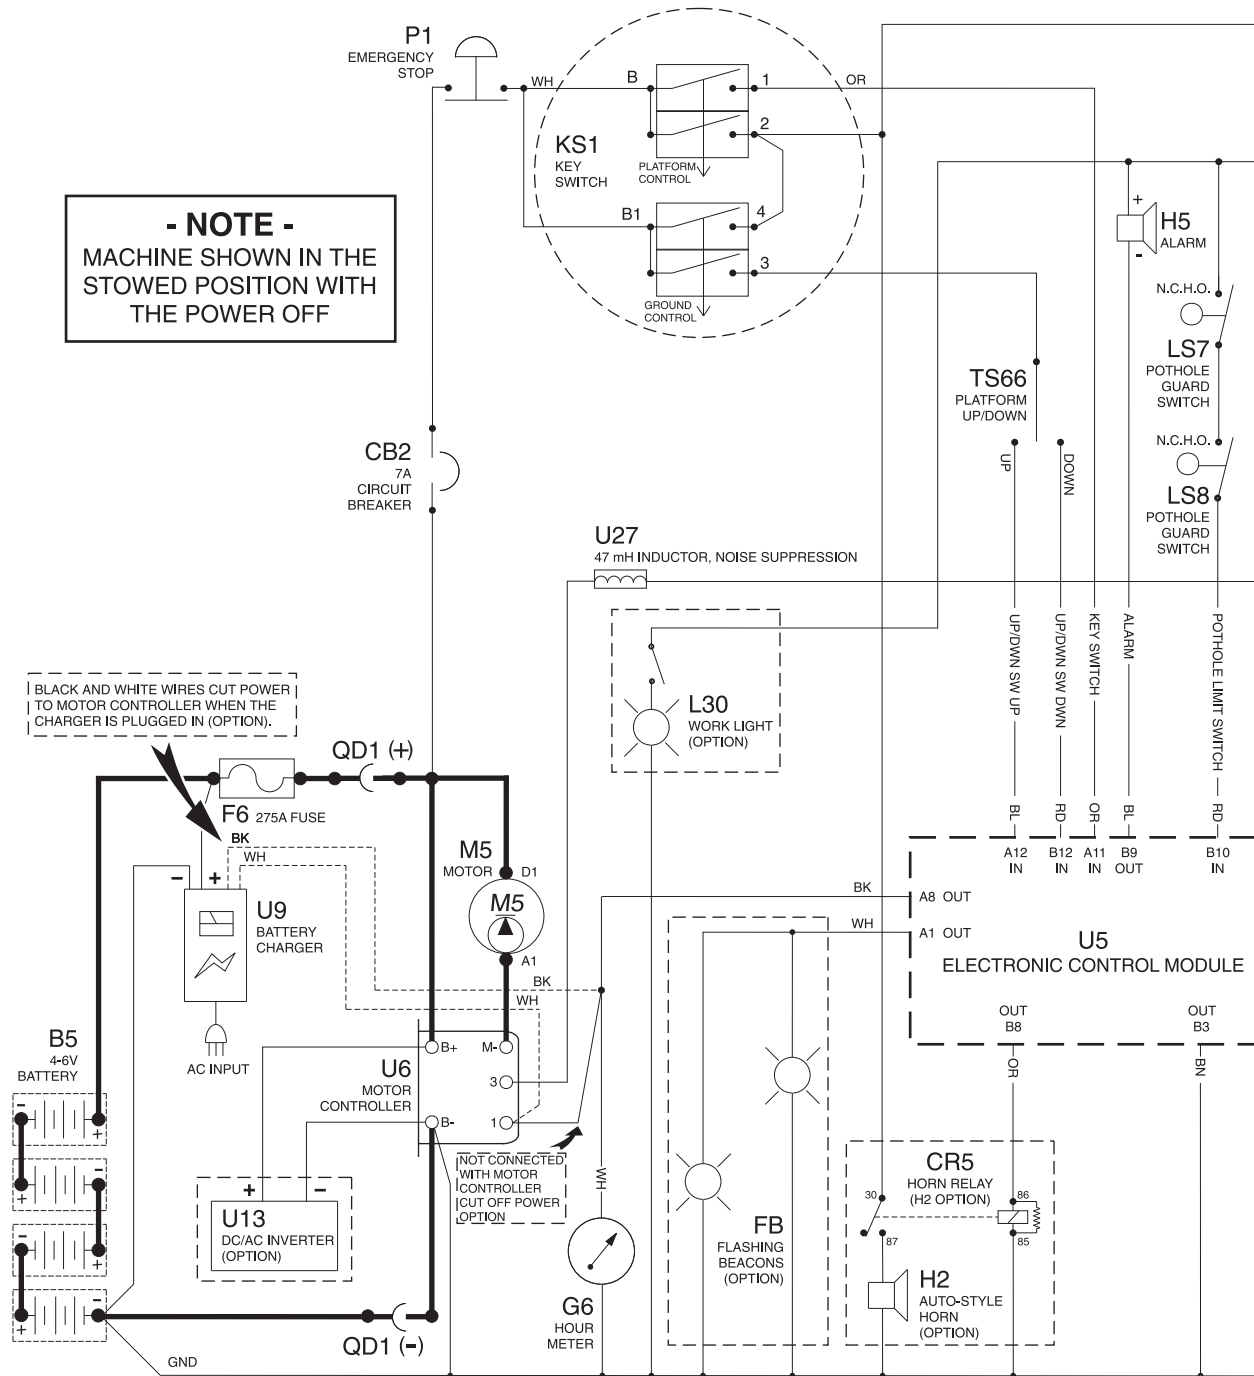 P1
EMERGENCY
STOP
WH
B
1
OR
2
KS1
KEY
SWITCH
PLATFORM
CONTROL
B1
4
3
GROUND
CONTROL
- NOTE -
MACHINE SHOWN IN THE
STOWED POSITION WITH
THE POWER OFF
+
H5
ALARM
-
N.C.H.O.
LS7
POTHOLE
GUARD
SWITCH
TS66
PLATFORM
UP/DOWN
UP
DOWN
N.C.H.O.
LS8
POTHOLE
GUARD
SWITCH
CB2
7A
CIRCUIT
BREAKER
U27
47 mH INDUCTOR, NOISE SUPPRESSION
UP/DWN SW UP
UP/DWN SW DWN
KEY SWITCH
ALARM
POTHOLE LIMIT SWITCH
BLACK AND WHITE WIRES CUT POWER
TO MOTOR CONTROLLER WHEN THE
CHARGER IS PLUGGED IN (OPTION).
L30
WORK LIGHT
(OPTION)
QD1 (+)
F6 275A FUSE
BL
RD
OR
BL
RD
BK
WH
- +
M5
MOTOR
D1
M5
A1
A12
IN
B12
IN
A11
IN
B9
OUT
B10
IN
BK
A8 OUT
WH
A1 OUT
U5
ELECTRONIC CONTROL MODULE
OUT
B8
OUT
B3
U9
BATTERY
CHARGER
AC INPUT
BK
WH
B5
4-6V
BATTERY
U6
MOTOR
CONTROLLER
B+
M-
3
B-
1
OR
BN
-
+
-
+
-
+
-
+
NOT CONNECTED
WITH MOTOR
CONTROLLER
CUT OFF POWER
OPTION
WH
+ -
U13
DC/AC INVERTER
(OPTION)
CR5
HORN RELAY
(H2 OPTION)
30
86
87
85
FB
FLASHING
BEACONS
(OPTION)
H2
AUTO-STYLE
HORN
(OPTION)
G6
HOUR
METER
QD1 (-)
GND